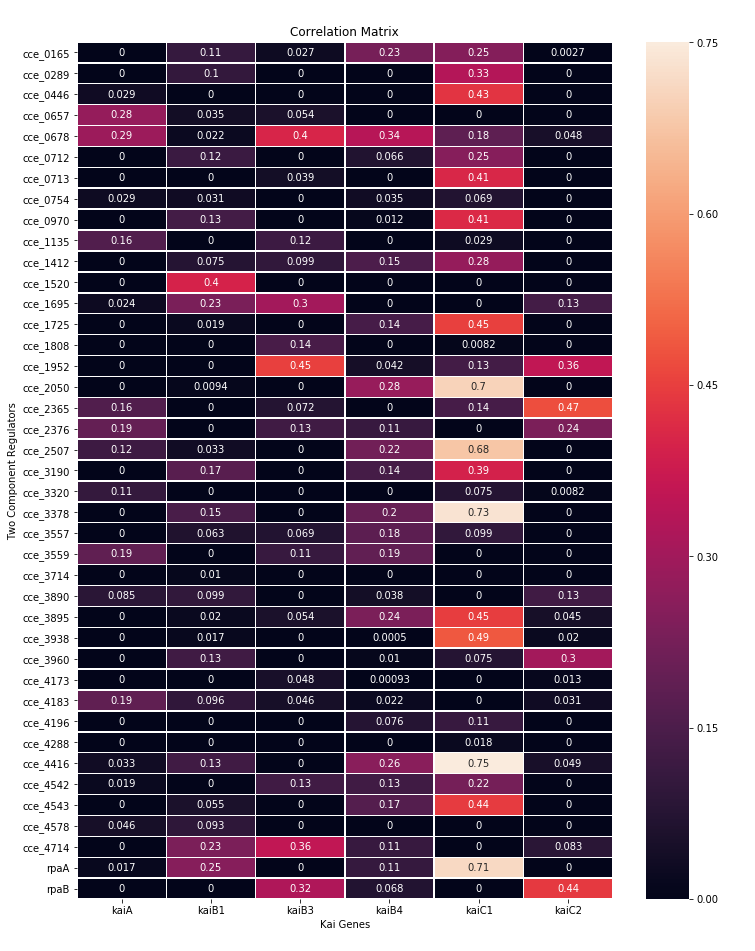 Correlation Matrix
cce_0165 0 0.11 0.027 0.23 0.25 0.0027
cce_0289 0 0.1 0 0 0.33 0
cce_0446 0.029 0 0 0 0.43 0
cce_0657 0.28 0.035 0.054 0 0 0
cce_0678 0.29 0.022 0.4 0.34 0.18 0.048
cce_0712 0 0.12 0 0.066 0.25 0
cce_0713 0 0 0.039 0 0.41 0
cce_0754 0.029 0.031 0 0.035 0.069 0
cce_0970 0 0.13 0 0.012 0.41 0
cce_1135 0.16 0 0.12 0 0.029 0
cce_1412 0 0.075 0.099 0.15 0.28 0
cce_1520 0 0.4 0 0 0 0
cce_1695 0.024 0.23 0.3 0 0 0.13
cce_1725 0 0.019 0 0.14 0.45 0
cce_1808 0 0 0.14 0 0.0082 0
cce_1952 0 0 0.45 0.042 0.13 0.36
cce_2050 0 0.0094 0 0.28 0.7 0
cce_2365 0.16 0 0.072 0 0.14 0.47
cce_2376 0.19 0 0.13 0.11 0 0.24
cce_2507 0.12 0.033 0 0.22 0.68 0
cce_3190 0 0.17 0 0.14 0.39 0
cce_3320 0.11 0 0 0 0.075 0.0082
cce_3378 0 0.15 0 0.2 0.73 0
cce_3557 0 0.063 0.069 0.18 0.099 0
cce_3559 0.19 0 0.11 0.19 0 0
cce_3714 0 0.01 0 0 0 0
cce_3890 0.085 0.099 0 0.038 0 0.13
cce_3895 0 0.02 0.054 0.24 0.45 0.045
cce_3938 0 0.017 0 0.0005 0.49 0.02
cce_3960 0 0.13 0 0.01 0.075 0.3
cce_4173 0 0 0.048 0.00093 0 0.013
cce_4183 0.19 0.096 0.046 0.022 0 0.031
cce_4196 0 0 0 0.076 0.11 0
cce_4288 0 0 0 0 0.018 0
cce_4416 0.033 0.13 0 0.26 0.75 0.049
cce_4542 0.019 0 0.13 0.13 0.22 0
cce_4543 0 0.055 0 0.17 0.44 0
cce_4578 0.046 0.093 0 0 0 0
cce_4714 0 0.23 0.36 0.11 0 0.083
rpaA 0.017 0.25 0 0.11 0.71 0
rpaB 0 0 0.32 0.068 0 0.44
kaiA kaiB1 kaiB3 kaiB4 kaiC1 kaiC2
Kai Genes
Two Component Regulators
0.75
0.60
0.45
0.30
0.15
0.00